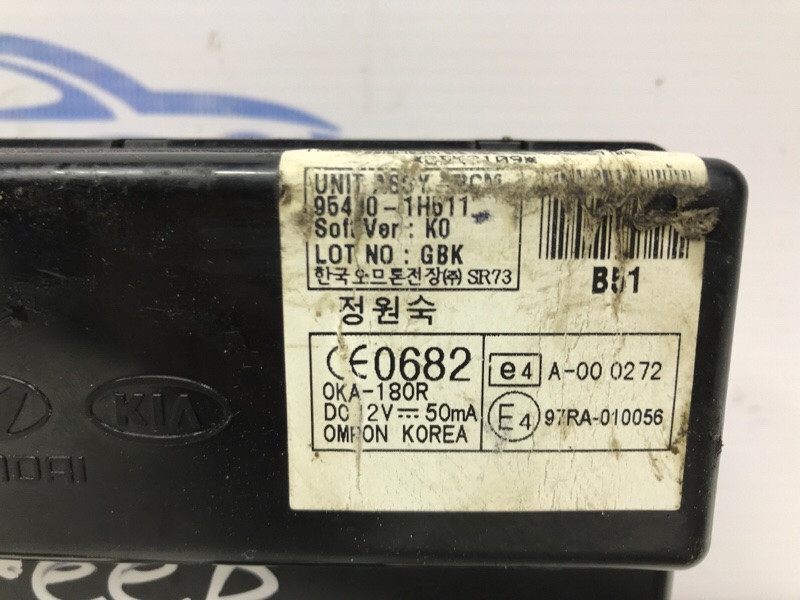 UNIT ASSY BCM
95400-1H511
Soft Ver : K0
LOT NO : GBK
한국오므론전장(주) SR73
B51
정원숙
CE0682
OKA-180R
DC 12V 50mA
OMRON KOREA
e4 A-00 0272
E4 97RA-010056
KIA